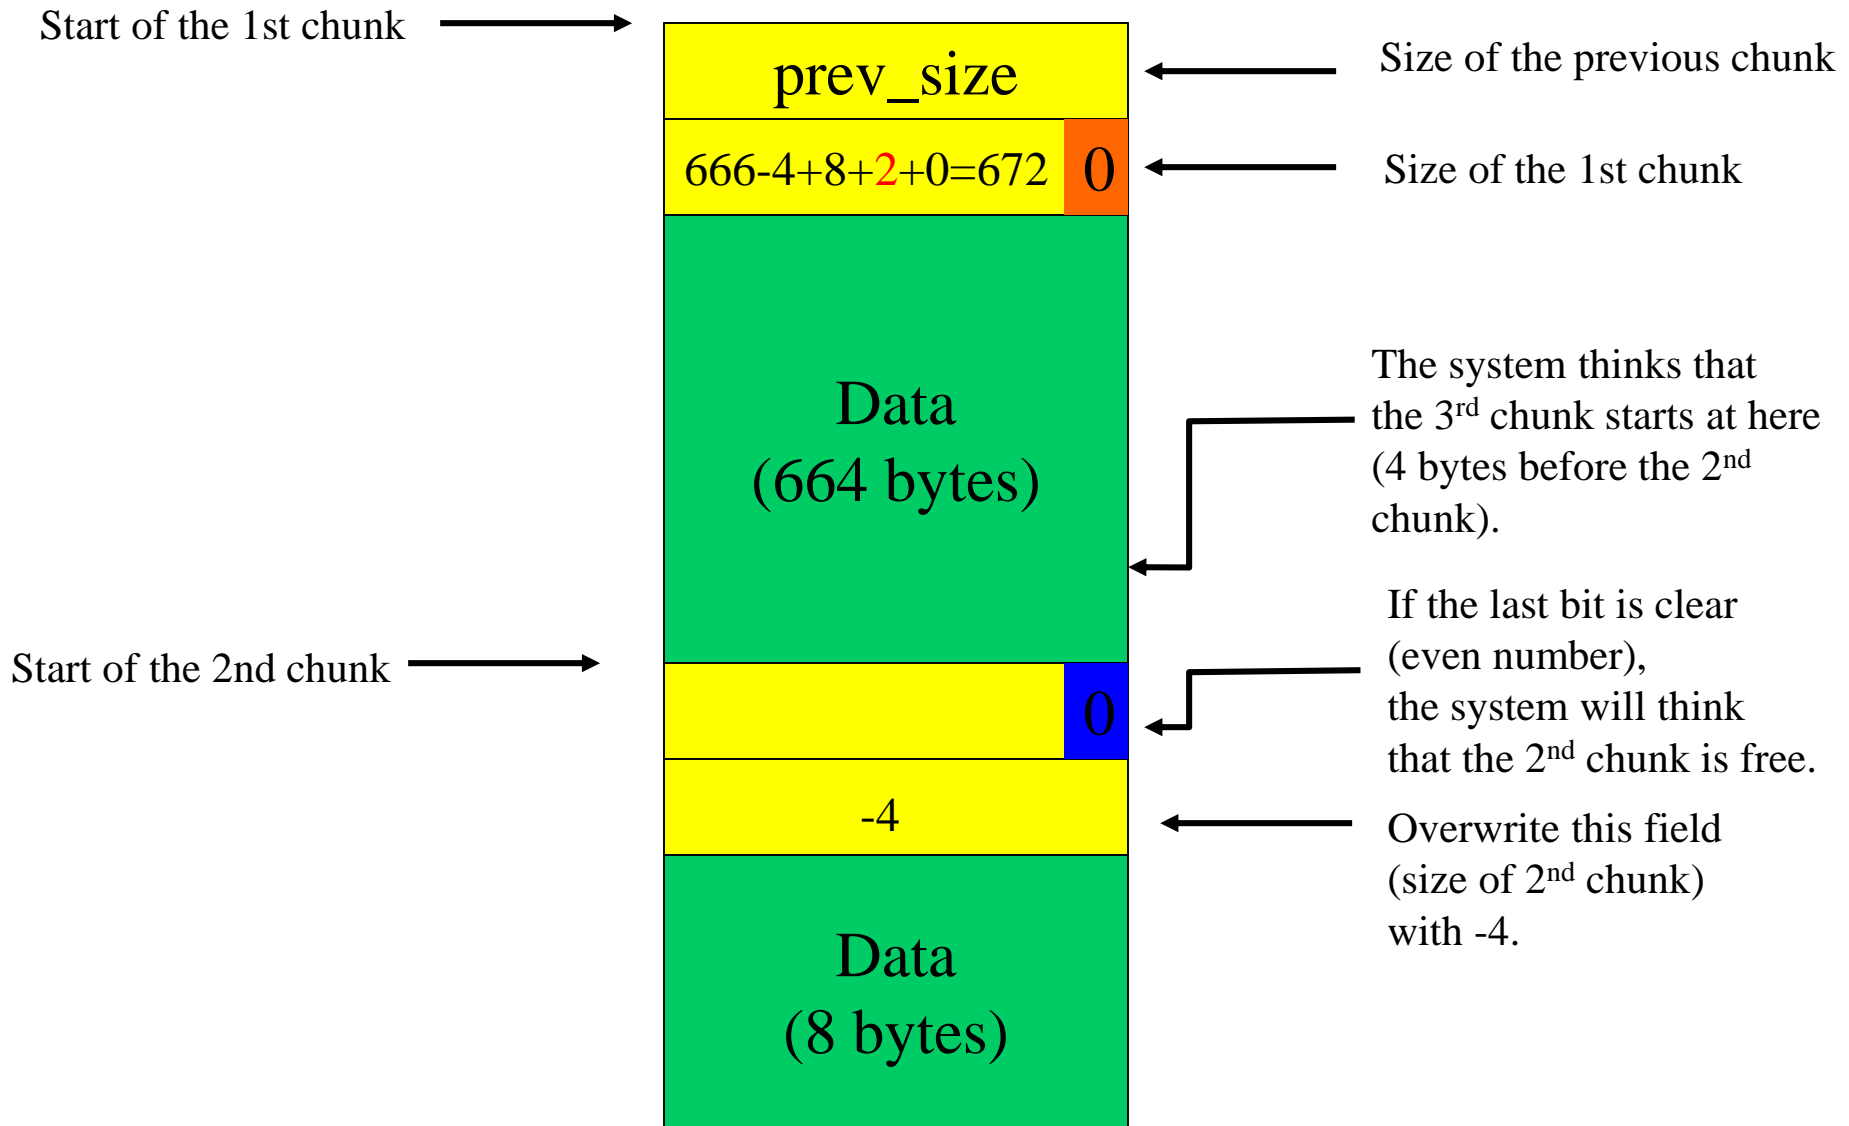 Start of the 1st chunk
prev_size
Size of the previous chunk
666-4+8+2+0=672
0
Size of the 1st chunk
Data
(664 bytes)
The system thinks that
the 3rd chunk starts at here
(4 bytes before the 2nd
chunk).
Start of the 2nd chunk
0
If the last bit is clear
(even number),
the system will think
that the 2nd chunk is free.
-4
Overwrite this field
(size of 2nd chunk)
with -4.
Data
(8 bytes)